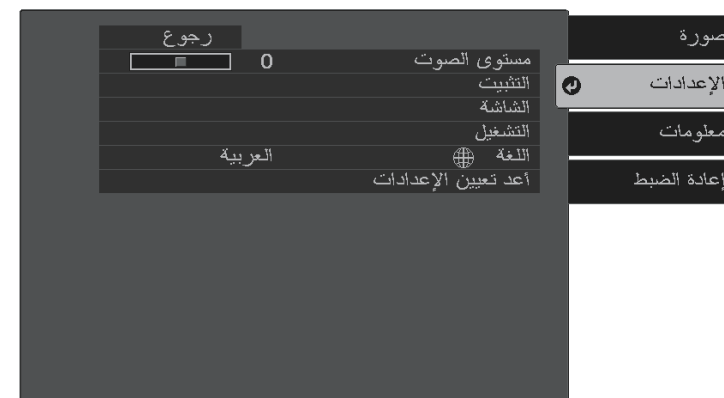 رجوع
مستوى الصوت 0
التثبيت
الشاشة
التشغيل
اللغة العربية
أعد تعيين الإعدادات
صورة
الإعدادات
معلومات
إعادة الضبط